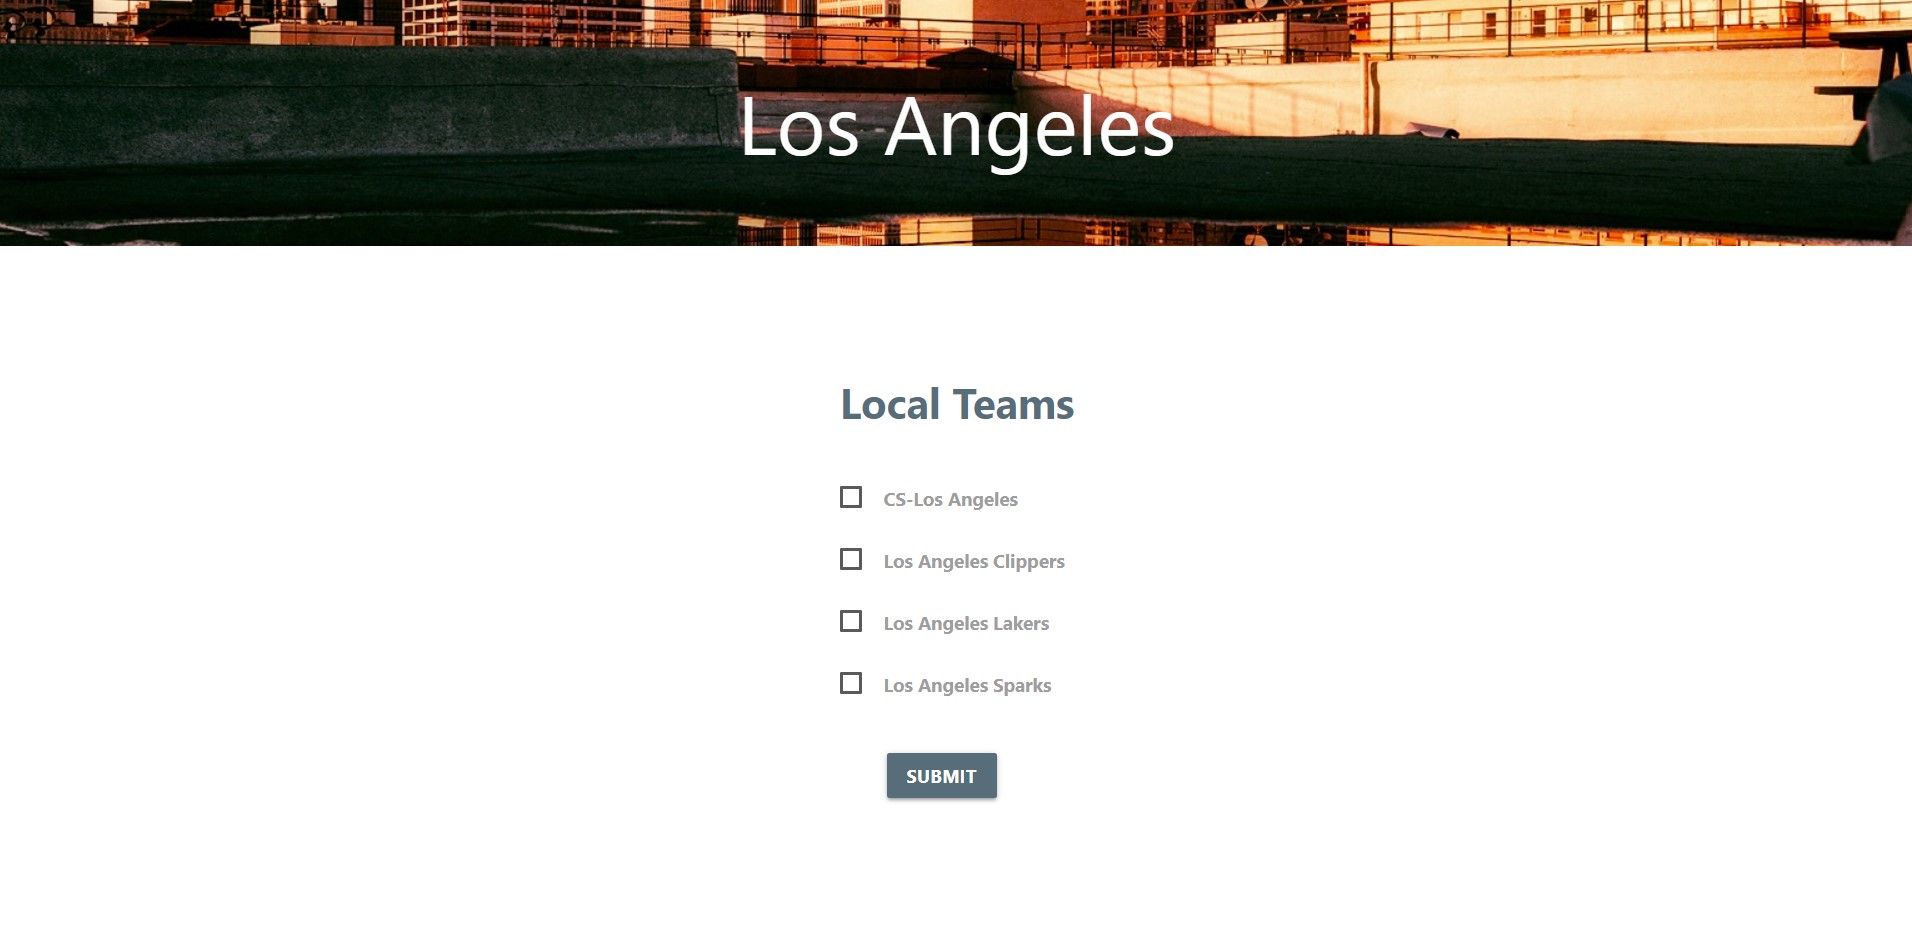 Los Angeles
Local Teams
CS-Los Angeles
Los Angeles Clippers
Los Angeles Lakers
Los Angeles Sparks
SUBMIT